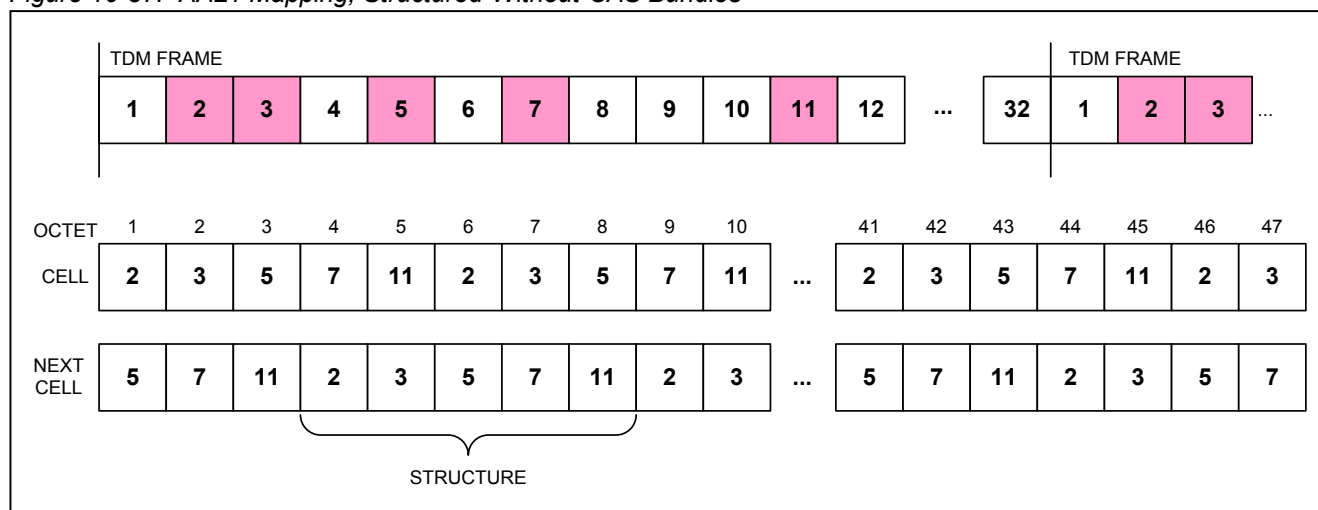 Figure AAL1 Mapping, Structured-Without-CAS Bundles
TDM FRAME TDM FRAME
1 2 3 4 5 6 7 8 9 10 11 12 ... 32 1 2 3 ...
OCTET 1 2 3 4 5 6 7 8 9 10 41 42 43 44 45 46 47
CELL 2 3 5 7 11 2 3 5 7 11 ... 2 3 5 7 11 2 3
NEXT
CELL 5 7 11 2 3 5 7 11 2 3 ... 5 7 11 2 3 5 7
STRUCTURE